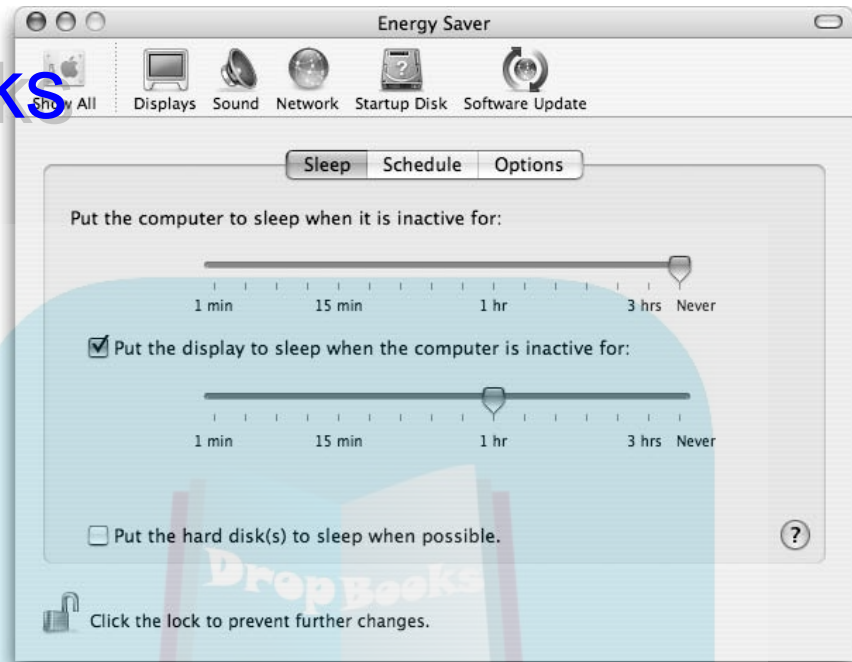 Energy Saver
ks
Show All Displays Sound Network Startup Disk Software Update
Sleep Schedule Options
Put the computer to sleep when it is inactive for:
1 min 15 min 1 hr 3 hrs Never
Put the display to sleep when the computer is inactive for:
1 min 15 min 1 hr 3 hrs Never
Put the hard disk(s) to sleep when possible.
?
DropBooks
Click the lock to prevent further changes.